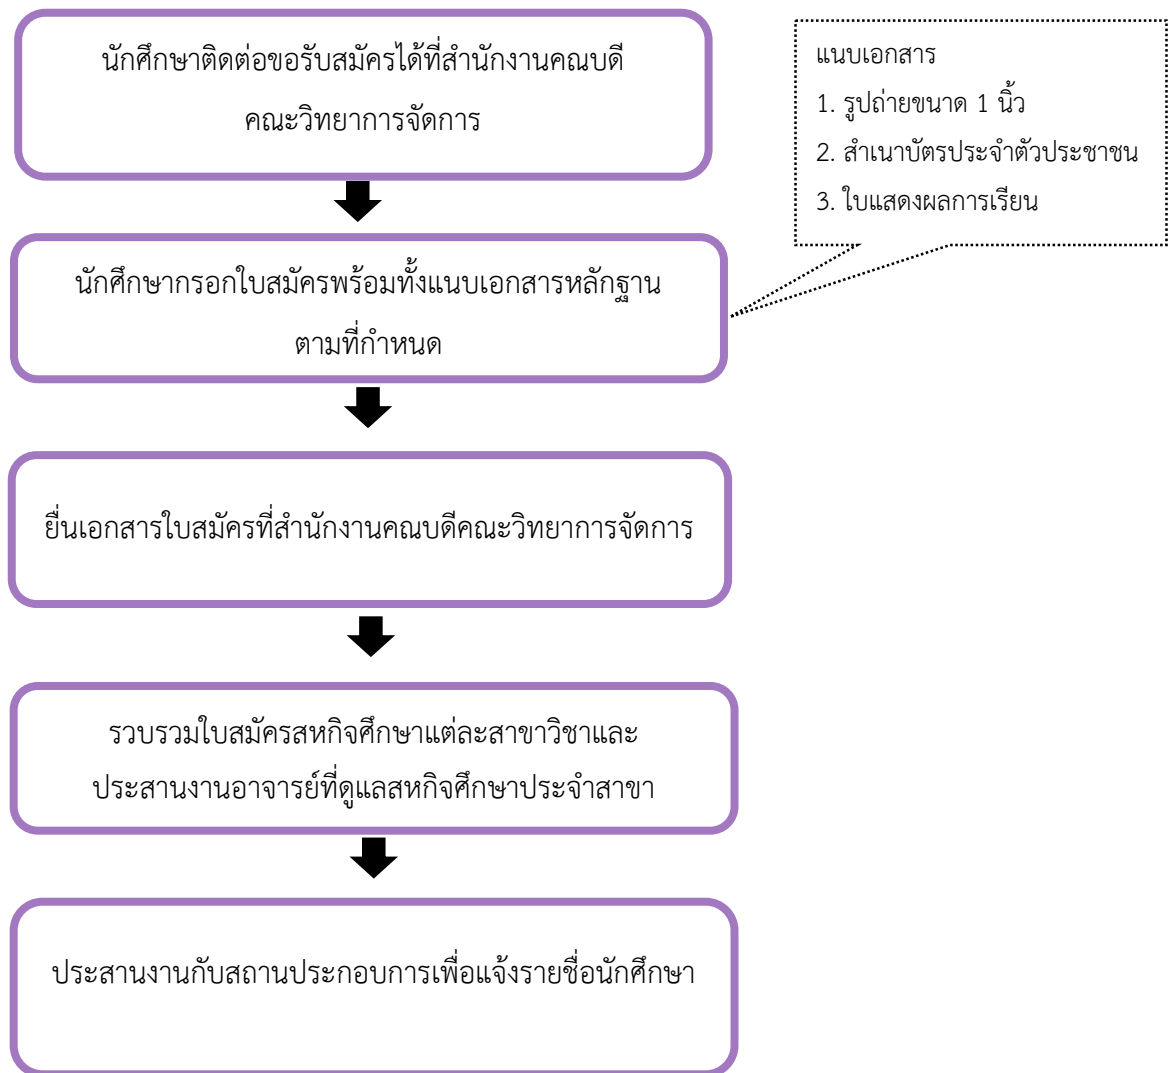 นักศึกษาติดต่อขอรับสมัครได้ที่สำนักงานคณบดี
คณะวิทยาการจัดการ
แนบเอกสาร
1. รูปถ่ายขนาด 1 นิ้ว
2. สำเนาบัตรประจำตัวประชาชน
3. ใบแสดงผลการเรียน
นักศึกษากรอกใบสมัครพร้อมทั้งแนบเอกสารหลักฐาน
ตามที่กำหนด
ยื่นเอกสารใบสมัครที่สำนักงานคณบดีคณะวิทยาการจัดการ
รวบรวมใบสมัครสหกิจศึกษาแต่ละสาขาวิชาและ
ประสานงานอาจารย์ที่ดูแลสหกิจศึกษาประจำสาขา
ประสานงานกับสถานประกอบการเพื่อแจ้งรายชื่อนักศึกษา